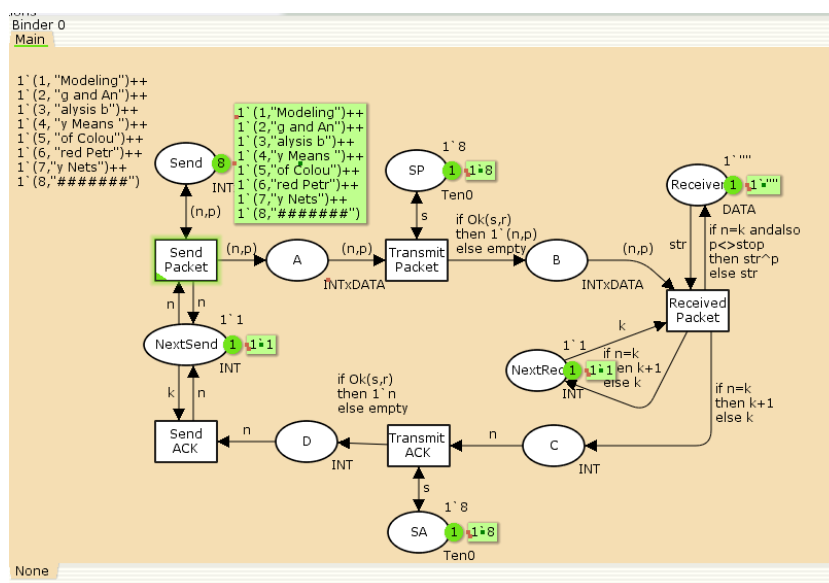 Binder 0
Main
1`(1, "Modeling")++
1`(2, "g and An")++
1`(3, "alysis b")++
1`(4, "y Means ")++
1`(5, "of Colou")++
1`(6, "red Petr")++
1`(7,"y Nets")++
1`(8,"#######")
Send
8
INT
1`(1,"Modeling")++
1`(2,"g and An")++
1`(3,"alysis b")++
1`(4,"y Means ")++
1`(5,"of Colou")++
1`(6,"red Petr")++
1`(7,"y Nets")++
1`(8,"#######")
1`8
SP
1
1`8
Ten0
1`""
Receiver
1
1`""
DATA
(n,p)
s
if Ok(s,r)
then 1`(n,p)
else empty
str
if n=k andalso
p<>stop
then str^p
else str
Send
Packet
(n,p)
A
(n,p)
INTxDATA
Transmit
Packet
B
(n,p)
INTxDATA
Received
Packet
n
n
1`1
NextSend
1
1`1
INT
k
1`1
NextRec
1
1`1
INT
if n=k
then k+1
else k
if n=k
then k+1
else k
k
n
if Ok(s,r)
then 1`n
else empty
Send
ACK
n
D
INT
Transmit
ACK
n
C
INT
s
1`8
SA
1
1`8
Ten0
None